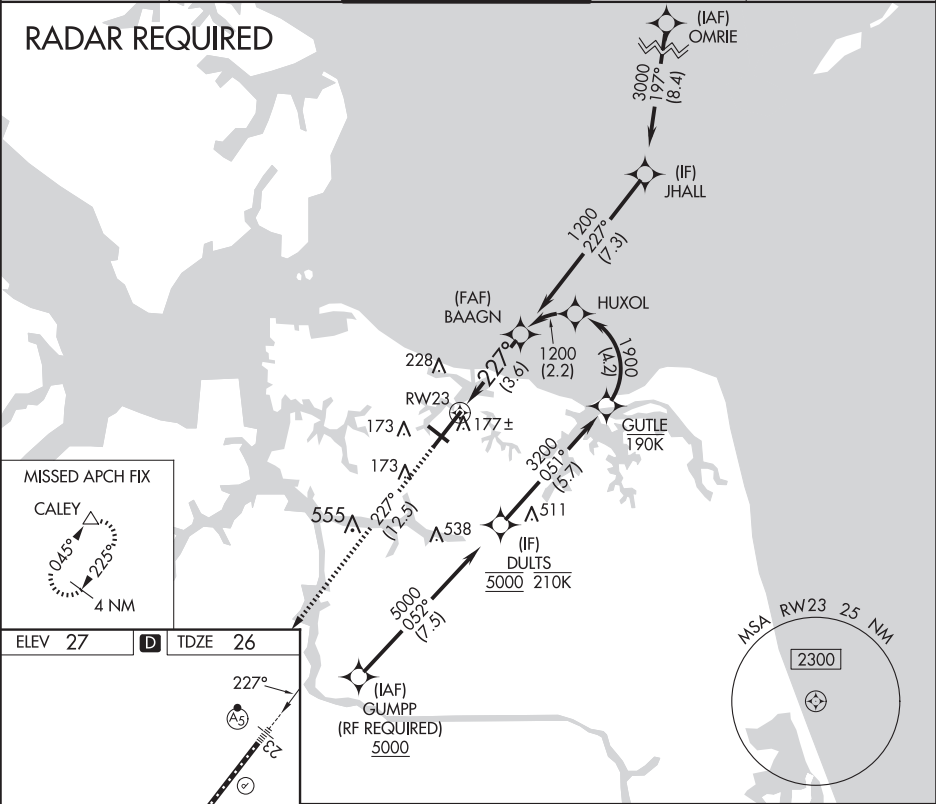 RADAR REQUIRED
(IAF)
OMRIE
3000
197°
(8.4)
(IF)
JHALL
1200
227°
(7.3)
(FAF)
BAAGN
HUXOL
1200
(2.2)
1900
(4.2)
228
227°
(3.6)
RW23
173
177±
GUTLE
190K
173
3200
051°
(5.7)
MISSED APCH FIX
CALEY
045°
225°
4 NM
227°
(12.5)
555
538
511
(IF)
DULTS
5000 210K
5000
052°
(7.5)
MSA RW23 25 NM
2300
ELEV 27
D
TDZE 26
227°
A5
23
P
(IAF)
GUMPP
(RF REQUIRED)
5000